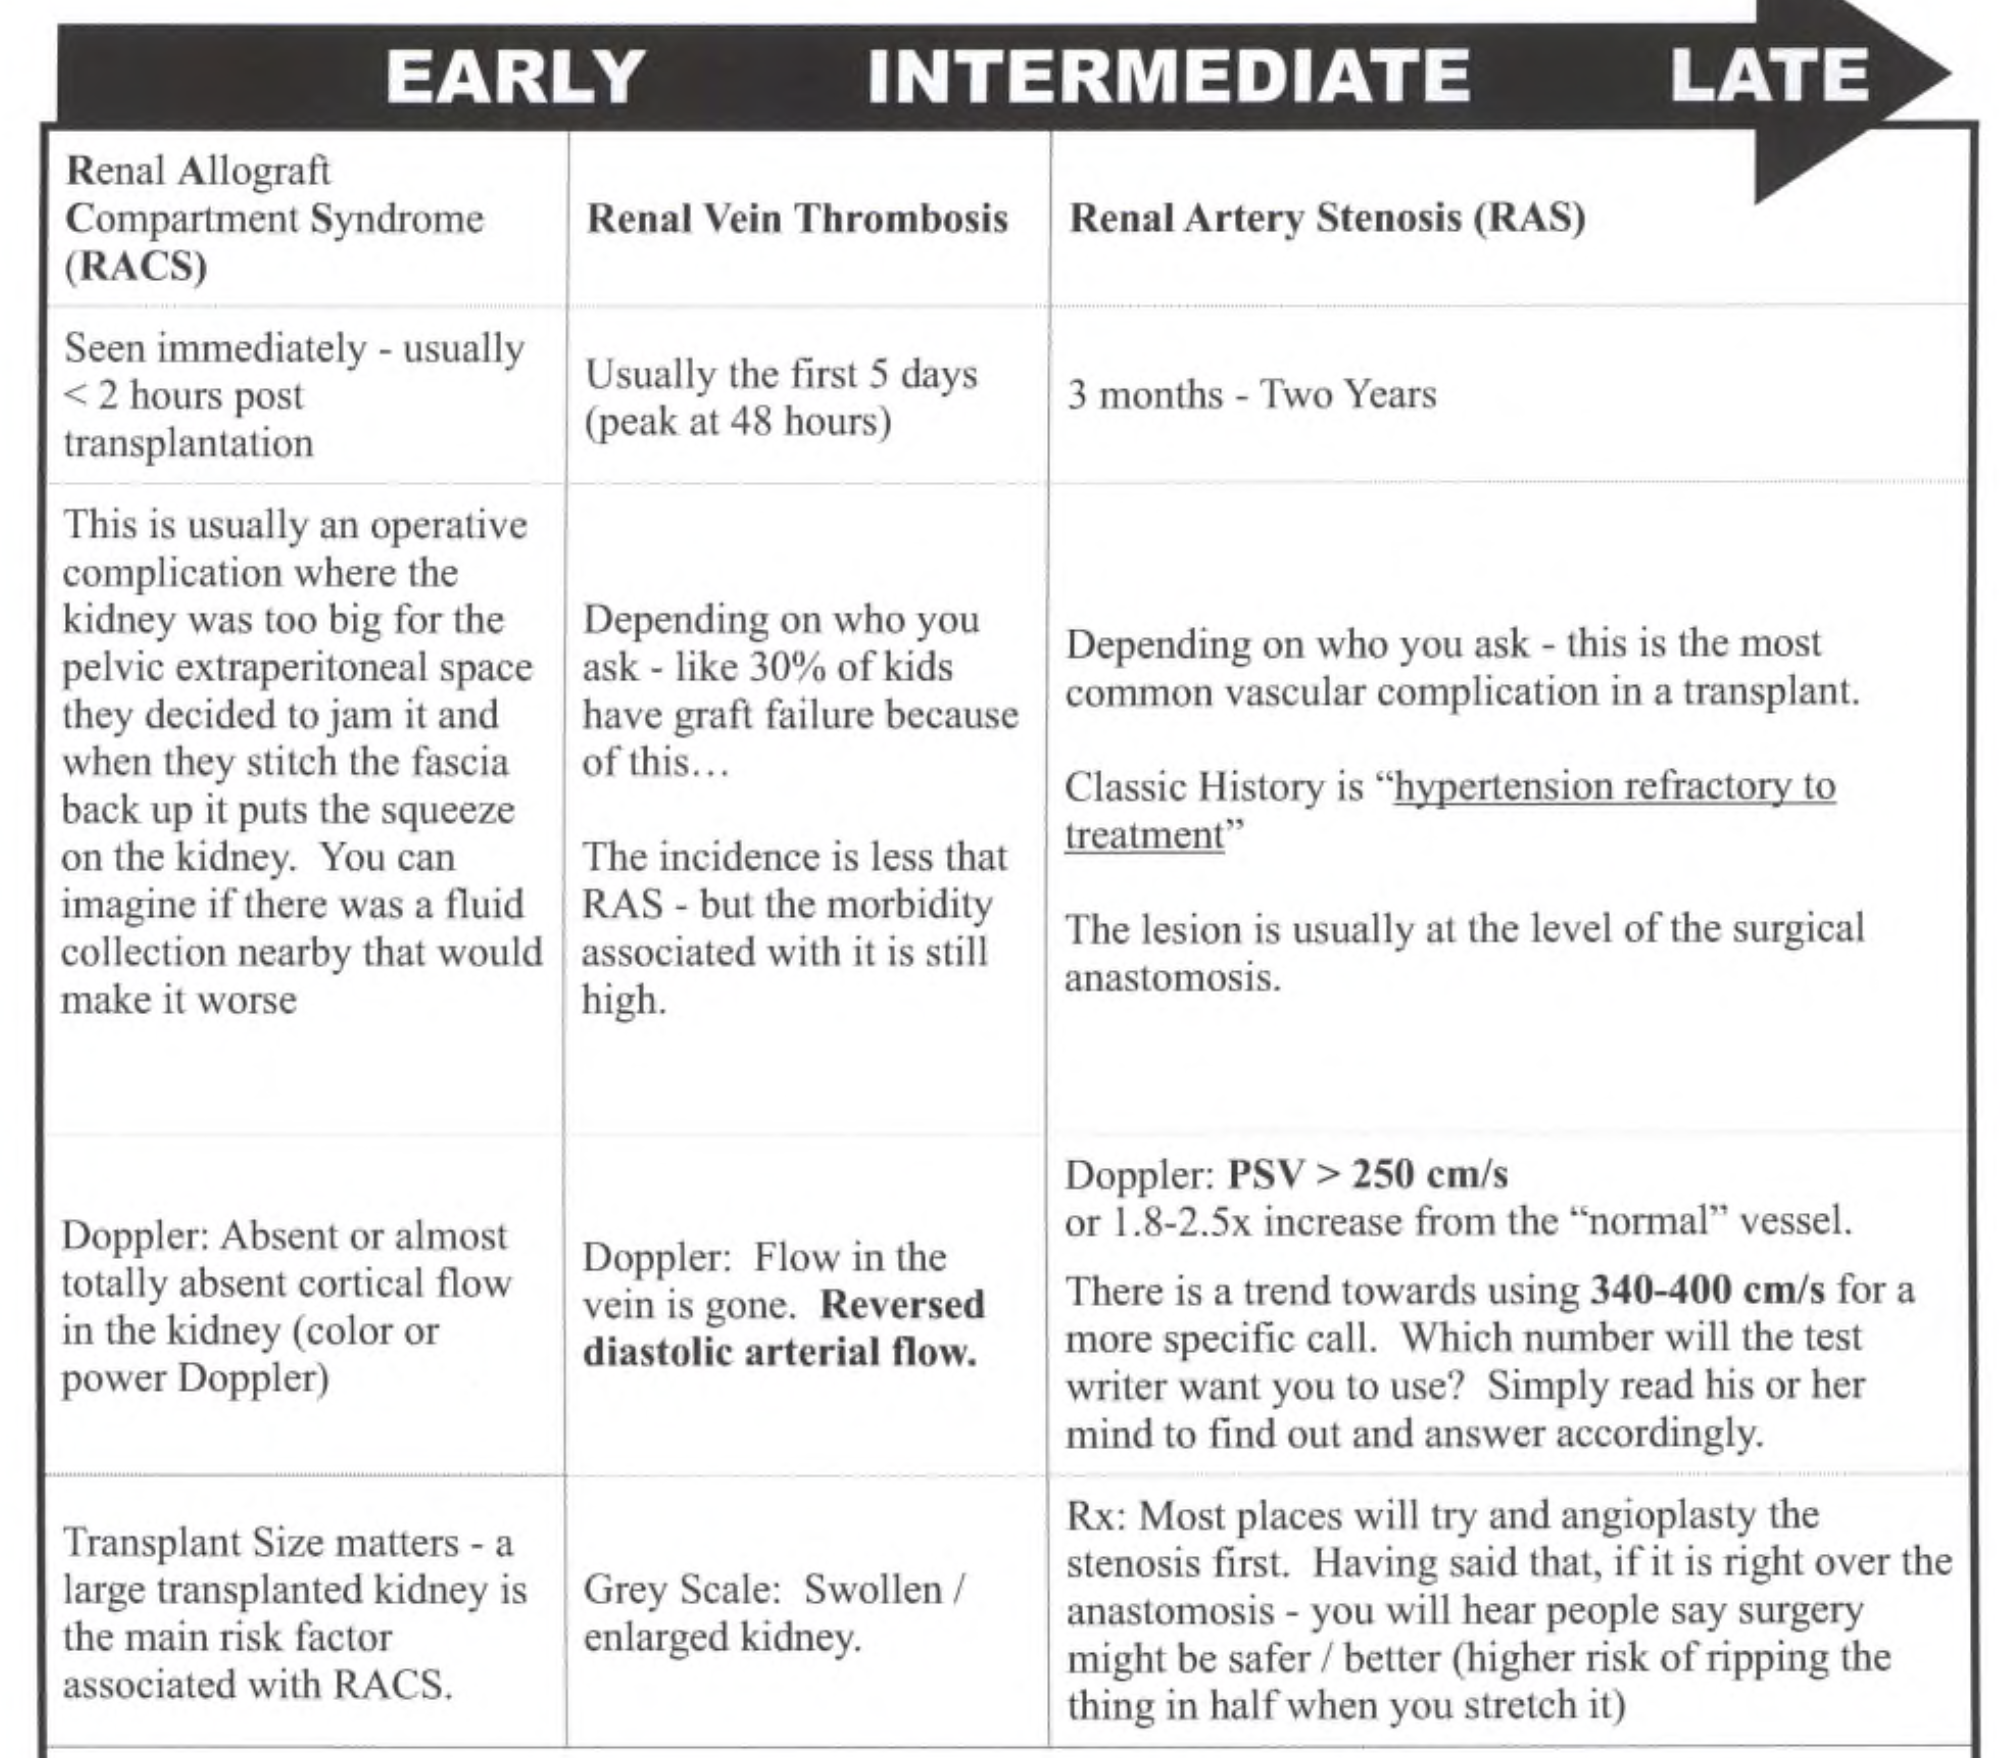 EARLY INTERMEDIATE LATE
Renal Allograft
Compartment Syndrome
(RACS)
Renal Vein Thrombosis
Renal Artery Stenosis (RAS)
Seen immediately - usually
< 2 hours post
transplantation
Usually the first 5 days
(peak at 48 hours)
3 months - Two Years
This is usually an operative
complication where the
kidney was too big for the
pelvic extraperitoneal space
they decided to jam it and
when they stitch the fascia
back up it puts the squeeze
on the kidney. You can
imagine if there was a fluid
collection nearby that would
make it worse
Depending on who you
ask - like 30% of kids
have graft failure because
of this...
The incidence is less that
RAS - but the morbidity
associated with it is still
high.
Depending on who you ask - this is the most
common vascular complication in a transplant.
Classic History is “hypertension refractory to
treatment”
The lesion is usually at the level of the surgical
anastomosis.
Doppler: Absent or almost
totally absent cortical flow
in the kidney (color or
power Doppler)
Doppler: Flow in the
vein is gone. Reversed
diastolic arterial flow.
Doppler: PSV > 250 cm/s
or 1.8-2.5x increase from the “normal” vessel.
There is a trend towards using 340-400 cm/s for a
more specific call. Which number will the test
writer want you to use? Simply read his or her
mind to find out and answer accordingly.
Transplant Size matters - a
large transplanted kidney is
the main risk factor
associated with RACS.
Grey Scale: Swollen /
enlarged kidney.
Rx: Most places will try and angioplasty the
stenosis first. Having said that, if it is right over the
anastomosis - you will hear people say surgery
might be safer / better (higher risk of ripping the
thing in half when you stretch it)